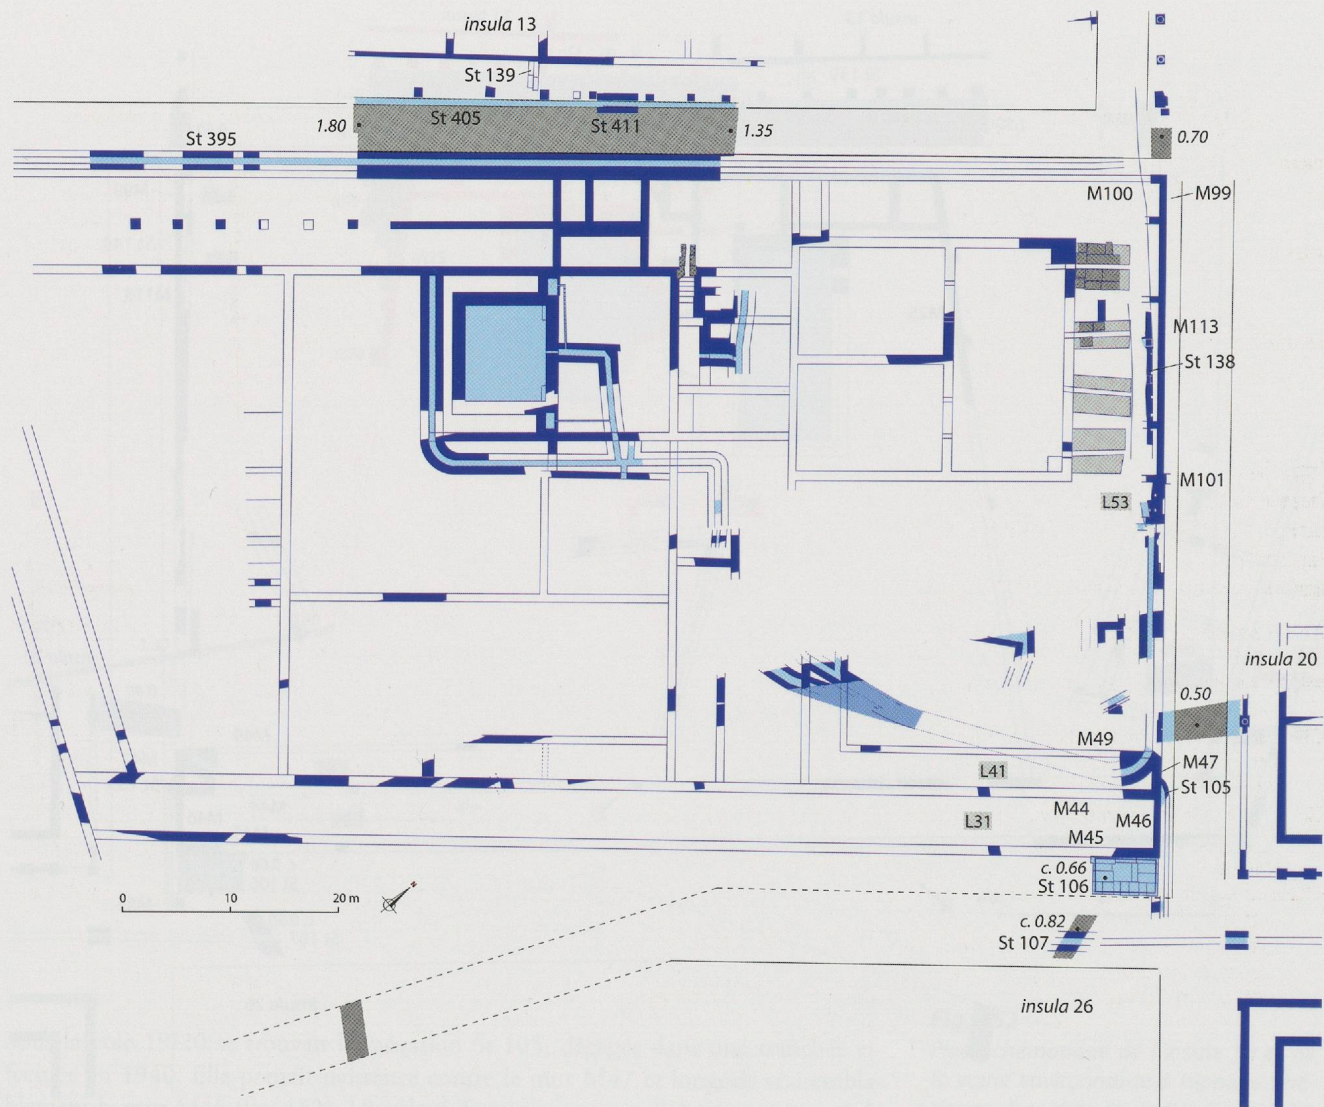 insula 13
St 139
St 405
St 411
1.80
1.35
St 395
0.70
M100
M99
M113
St 138
M101
L53
insula 20
0.50
M49
M47
L41
St 105
M44
L31
M46
M45
c. 0.66
St 106
0 10 20 m
c. 0.82
St 107
insula 26